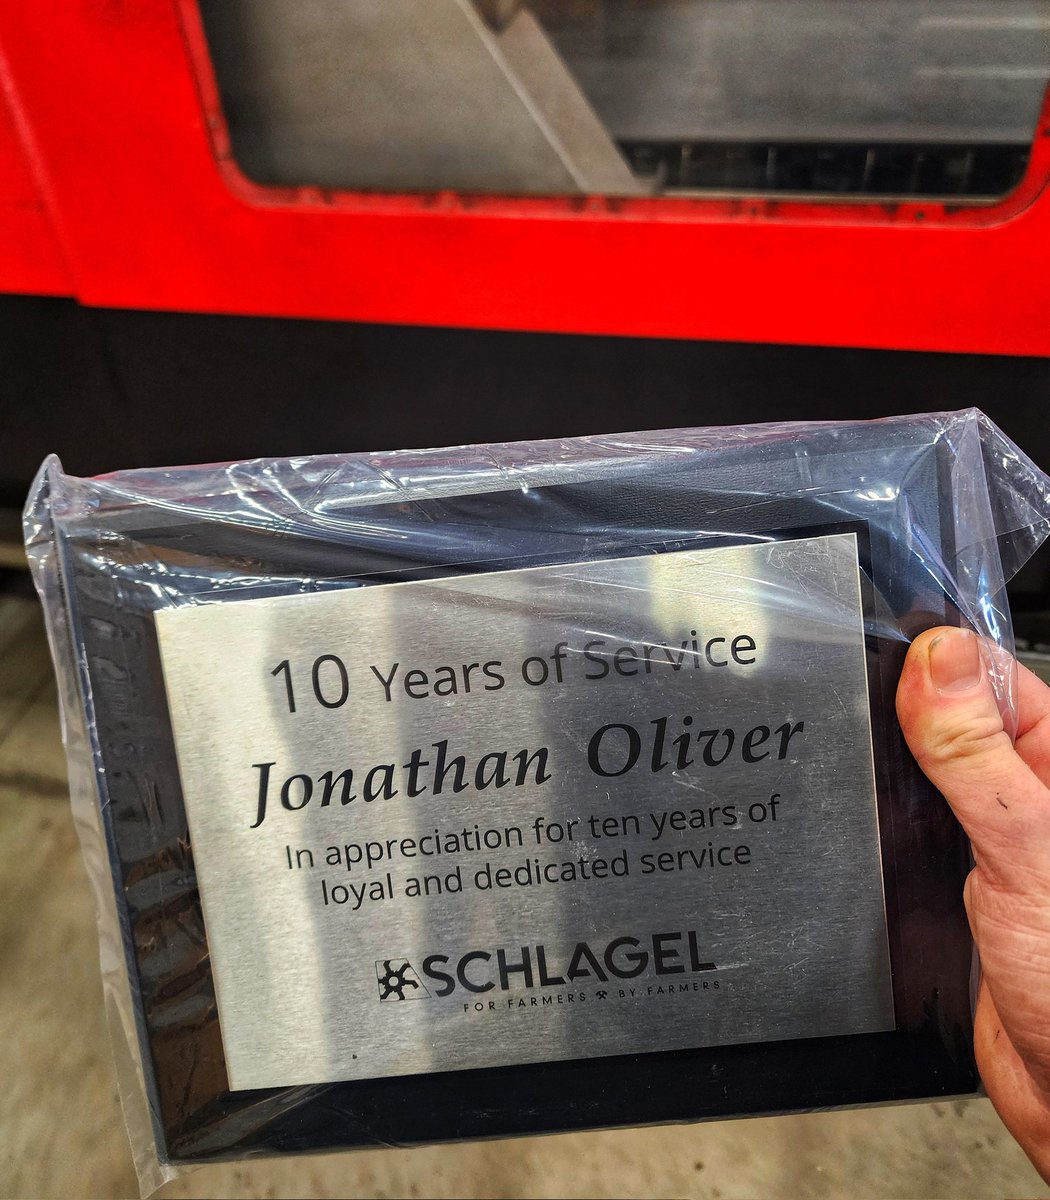 10 Years of Service
Jonathan Oliver
In appreciation for ten years of
loyal and dedicated service
SCHLAGEL
FOR FARMERS BY FARMERS